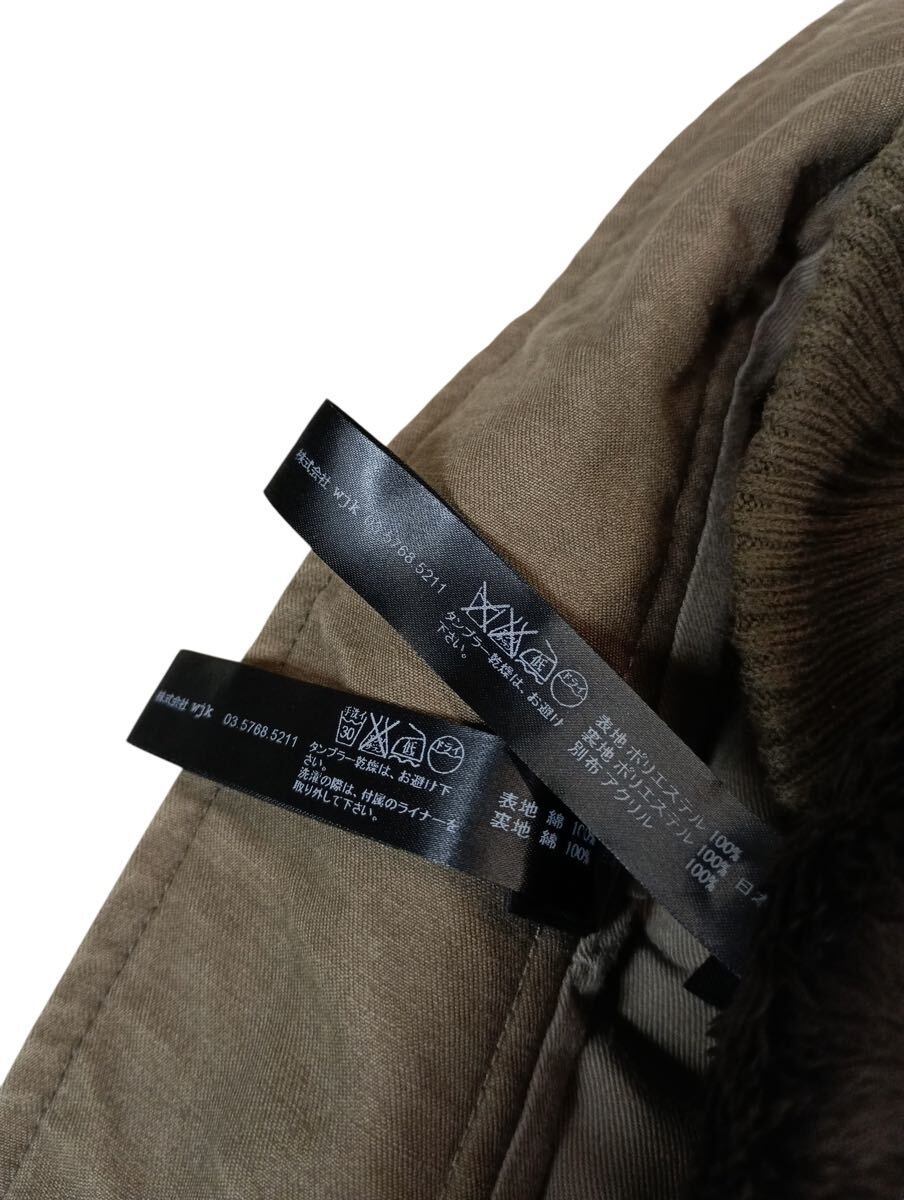 株式会社 wjk 03 5768 5211
低 ドライ
タンブラー乾燥は、お避け
下さい。
表地 ポリエステル 100%
裏地 ポリエステル 100%
別布 アクリル 100%
株式会社 wjk 03.5768.5211
手洗イ 30 低 ドライ
タンブラー乾燥は、お避け下
さい。
洗濯の際は、付属のライナーを
取り外して下さい。
表地 綿 100%
裏地 綿 100%